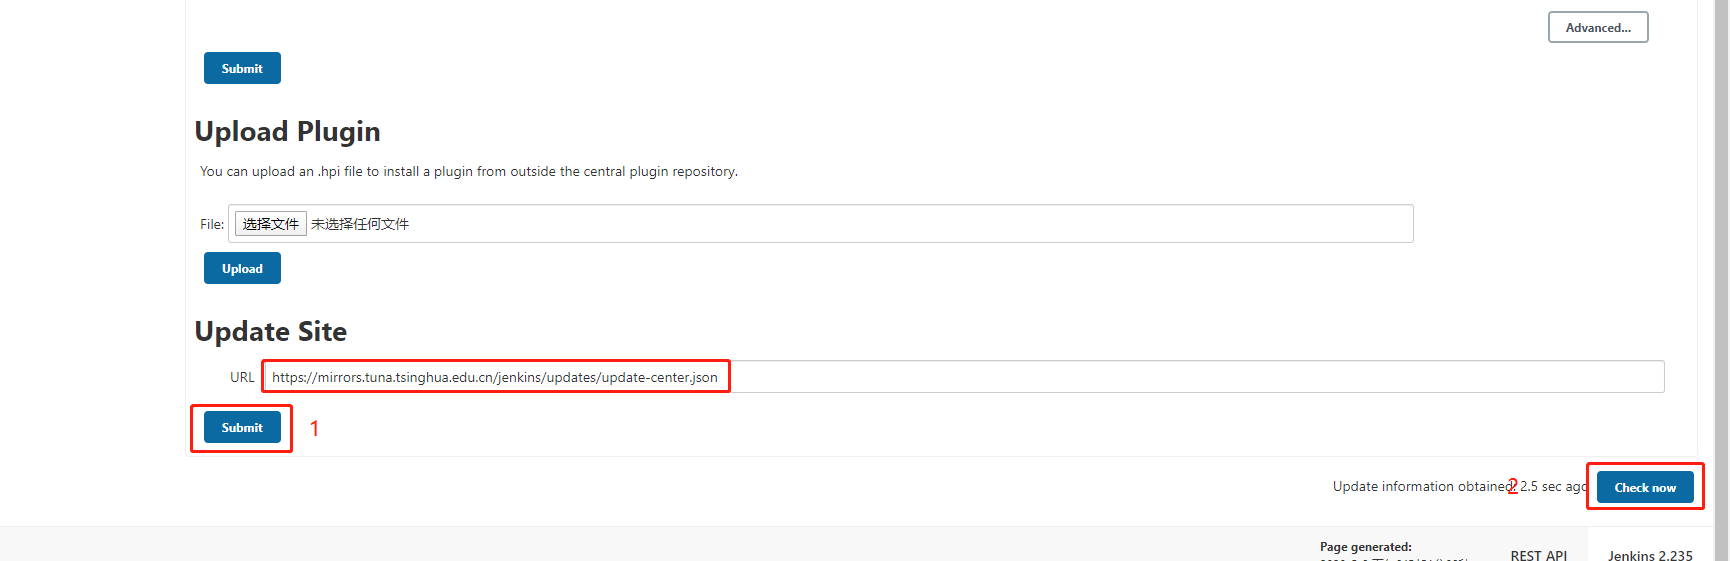 Advanced...
Submit
Upload Plugin
You can upload an .hpi file to install a plugin from outside the central plugin repository.
File: 选择文件 未选择任何文件
Upload
Update Site
URL https://mirrors.tuna.tsinghua.edu.cn/jenkins/updates/update-center.json
Submit 1
Update information obtained: 2.5 sec ago 2 Check now
Page generated:
REST API Jenkins 2.235